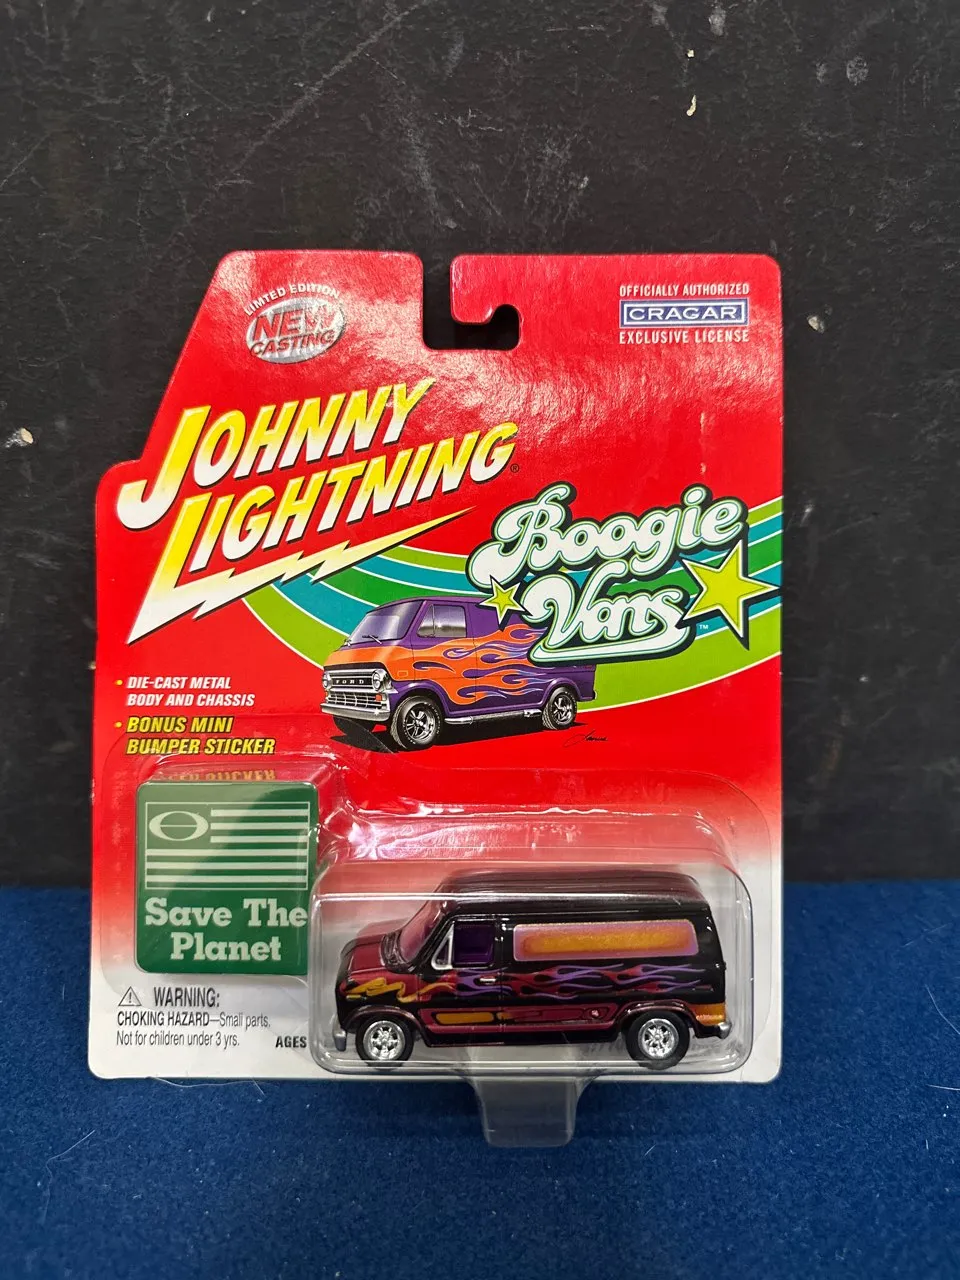 LIMITED EDITION
NEW
CASTING
OFFICIALLY AUTHORIZED
CRAGAR
EXCLUSIVE LICENSE
JOHNNY
LIGHTNING®
Boogie
Vans™
FORD
• DIE-CAST METAL
BODY AND CHASSIS
• BONUS MINI
BUMPER STICKER
Save The
Planet
⚠ WARNING:
CHOKING HAZARD—Small parts.
Not for children under 3 yrs.
AGES